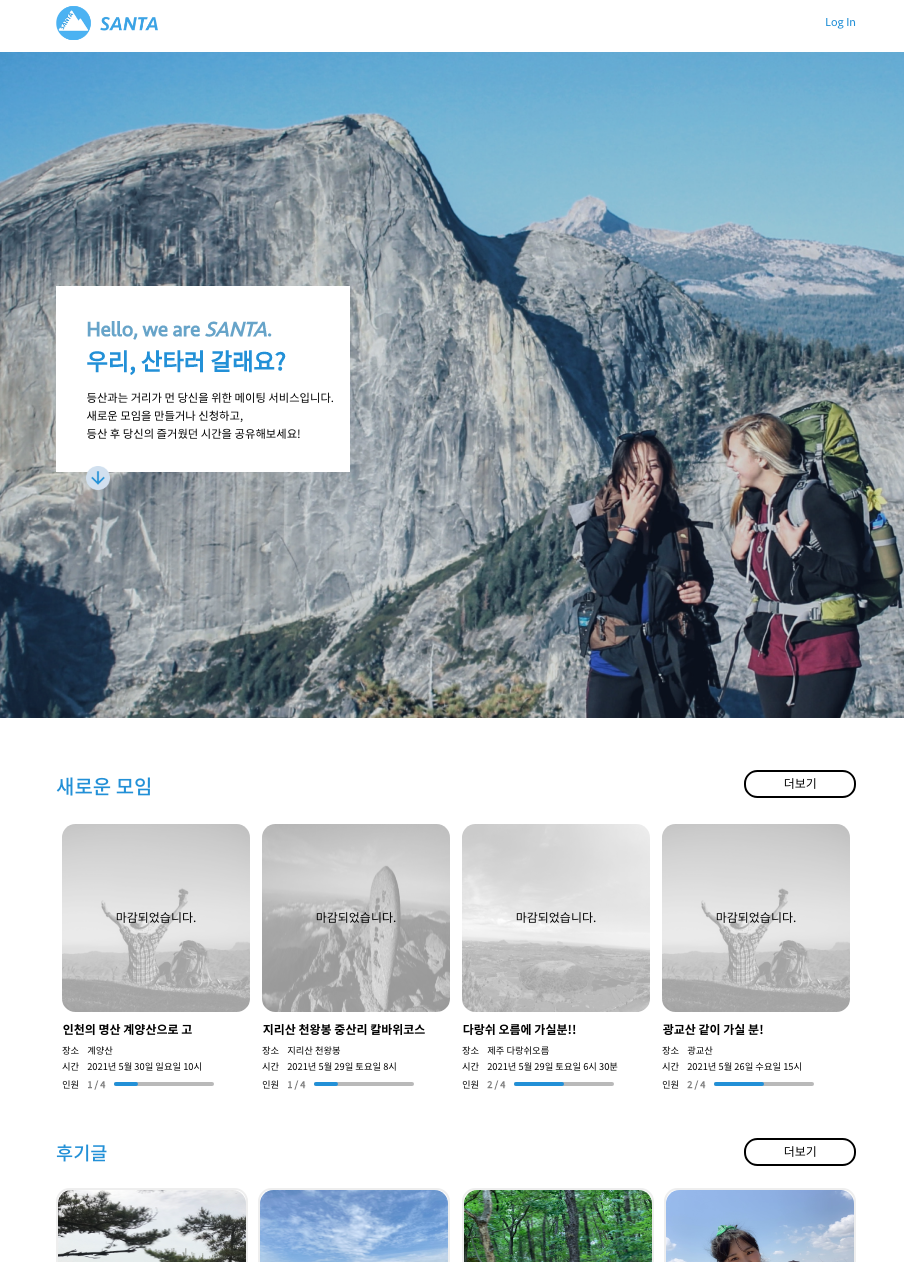 SANTA
Log In
Hello, we are SANTA.
우리, 산타러 갈래요?
등산과는 거리가 먼 당신을 위한 메이팅 서비스입니다.
새로운 모임을 만들거나 신청하고,
등산 후 당신의 즐거웠던 시간을 공유해보세요!
새로운 모임
더보기
마감되었습니다.
마감되었습니다.
마감되었습니다.
마감되었습니다.
인천의 명산 계양산으로 고
장소 계양산
시간 2021년 5월 30일 일요일 10시
인원 1 / 4
지리산 천왕봉 중산리 칼바위코스
장소 지리산 천왕봉
시간 2021년 5월 29일 토요일 8시
인원 1 / 4
다랑쉬 오름에 가실분!!
장소 제주 다랑쉬오름
시간 2021년 5월 29일 토요일 6시 30분
인원 2 / 4
광교산 같이 가실 분!
장소 광교산
시간 2021년 5월 26일 수요일 15시
인원 2 / 4
후기글
더보기